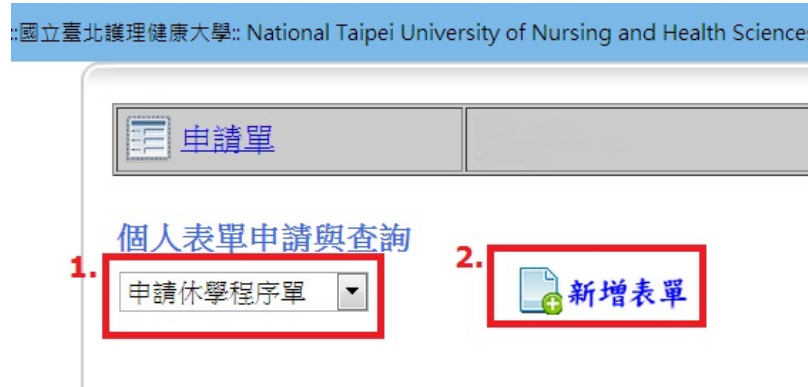 ::國立臺北護理健康大學:: National Taipei University of Nursing and Health Sciences
申請單
個人表單申請與查詢
1.
申請休學程序單
2.
新增表單